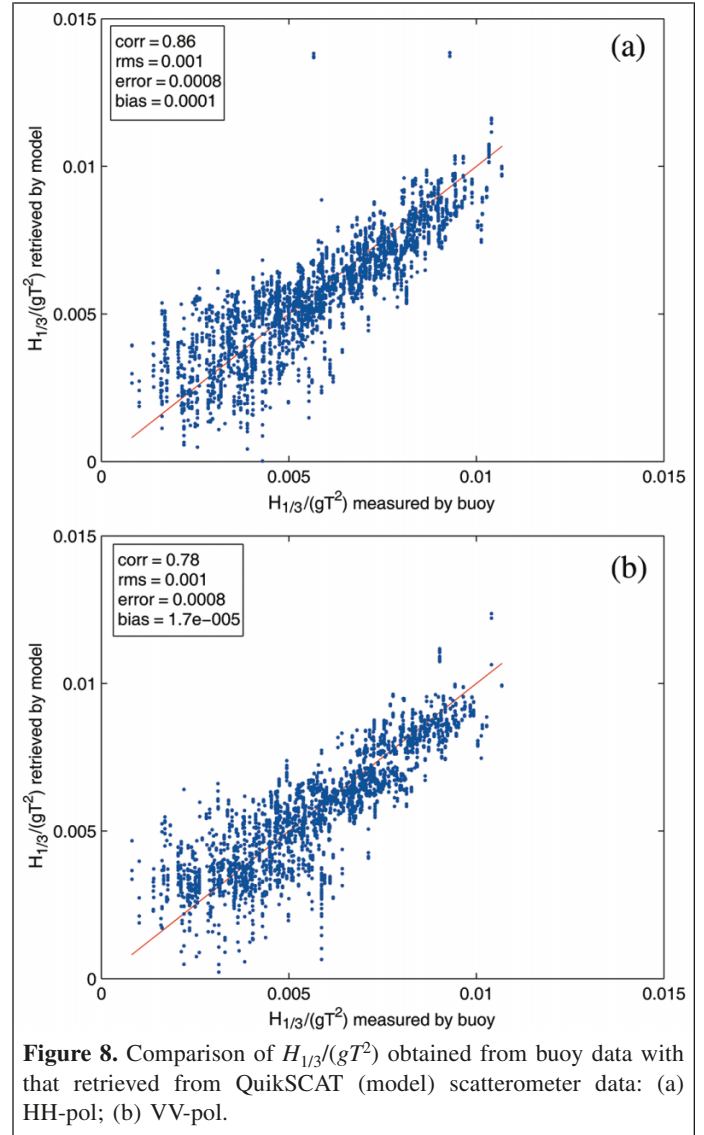 0.015
corr = 0.86
rms = 0.001
error = 0.0008
bias = 0.0001
(a)
0.01
H1/3/(gT2) retrieved by model
0.005
0
0
0.005
0.01
0.015
H1/3/(gT2) measured by buoy
0.015
corr = 0.78
rms = 0.001
error = 0.0008
bias = 1.7e−005
(b)
0.01
H1/3/(gT2) retrieved by model
0.005
0
0
0.005
0.01
0.015
H1/3/(gT2) measured by buoy
Figure 8. Comparison of H1/3/(gT2) obtained from buoy data with
that retrieved from QuikSCAT (model) scatterometer data: (a)
HH-pol; (b) VV-pol.